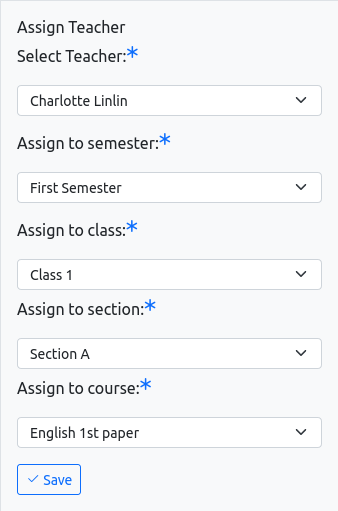 Assign Teacher
Select Teacher:*
Charlotte Linlin
Assign to semester:*
First Semester
Assign to class:*
Class 1
Assign to section:*
Section A
Assign to course:*
English 1st paper
Save